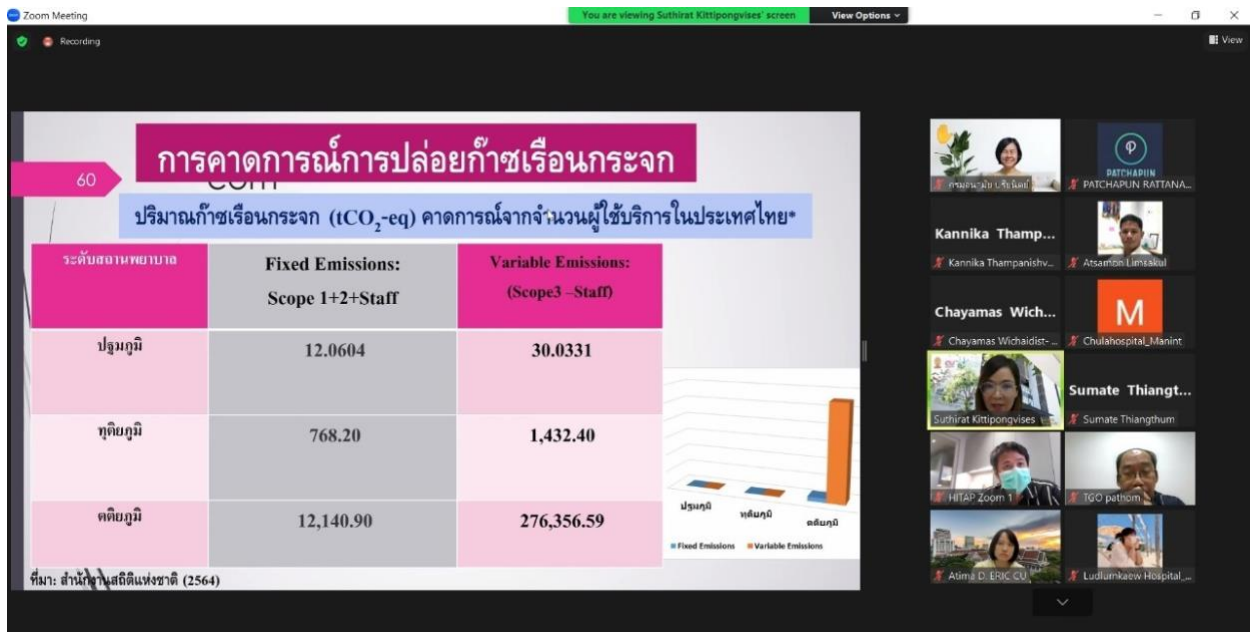 Zoom Meeting
You are viewing Suthirat Kittipongvises' screen
View Options
Recording
View
60
การคาดการณ์การปล่อยก๊าซเรือนกระจก
ปริมาณก๊าซเรือนกระจก (tCO₂-eq) คาดการณ์จากจำนวนผู้ใช้บริการในประเทศไทย*
ระดับสถานพยาบาล
Fixed Emissions:
Scope 1+2+Staff
Variable Emissions:
(Scope3 –Staff)
ปฐมภูมิ
12.0604
30.0331
ทุติยภูมิ
768.20
1,432.40
ตติยภูมิ
12,140.90
276,356.59
ปฐมภูมิ
ทุติยภูมิ
ตติยภูมิ
Fixed Emissions
Variable Emissions
ที่มา: สำนักงานสถิติแห่งชาติ (2564)
PATCHAPUN
PATCHAPUN RATTANA...
Kannika Thamp...
Kannika Thampanishv...
Atsamon Limsakul
Chayamas Wich...
Chayamas Wichaidist- ...
M
Chulahospital_Manint
Suthirat Kittipongvises
Sumate Thiangt...
Sumate Thiangthum
HITAP Zoom 1
TGO pathom
Atima D. ERIC CU
Ludlumkaew Hospital_...